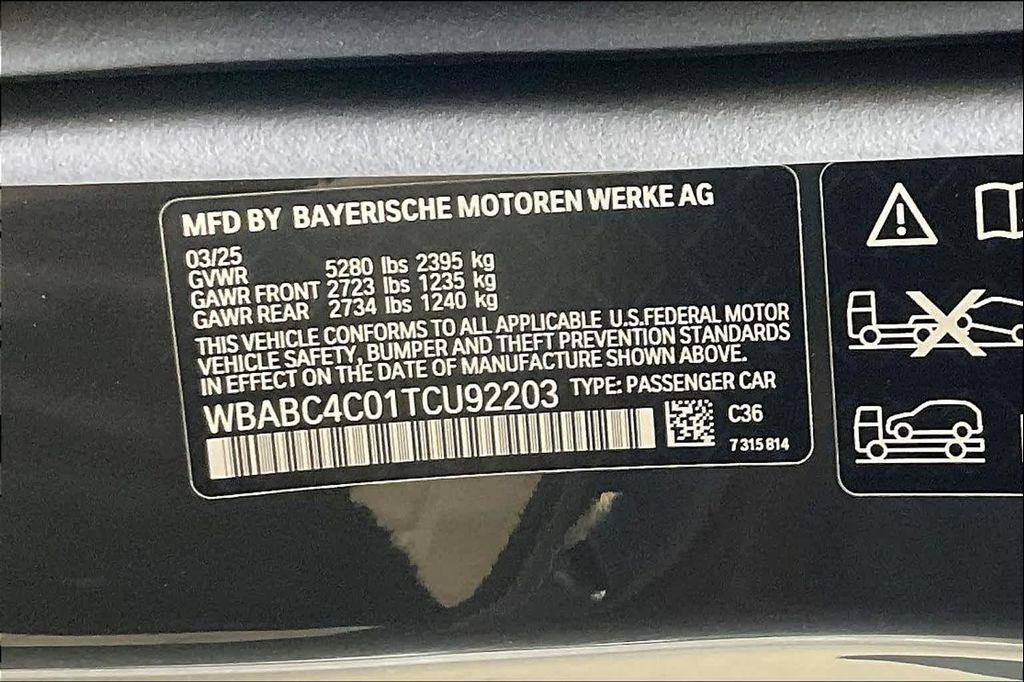 MFD BY BAYERISCHE MOTOREN WERKE AG
03/25
GVWR 5280 lbs 2395 kg
GAWR FRONT 2723 lbs 1235 kg
GAWR REAR 2734 lbs 1240 kg
THIS VEHICLE CONFORMS TO ALL APPLICABLE U.S.FEDERAL MOTOR
VEHICLE SAFETY, BUMPER AND THEFT PREVENTION STANDARDS
IN EFFECT ON THE DATE OF MANUFACTURE SHOWN ABOVE.
WBABC4C01TCU92203 TYPE: PASSENGER CAR
C36
7 315 814